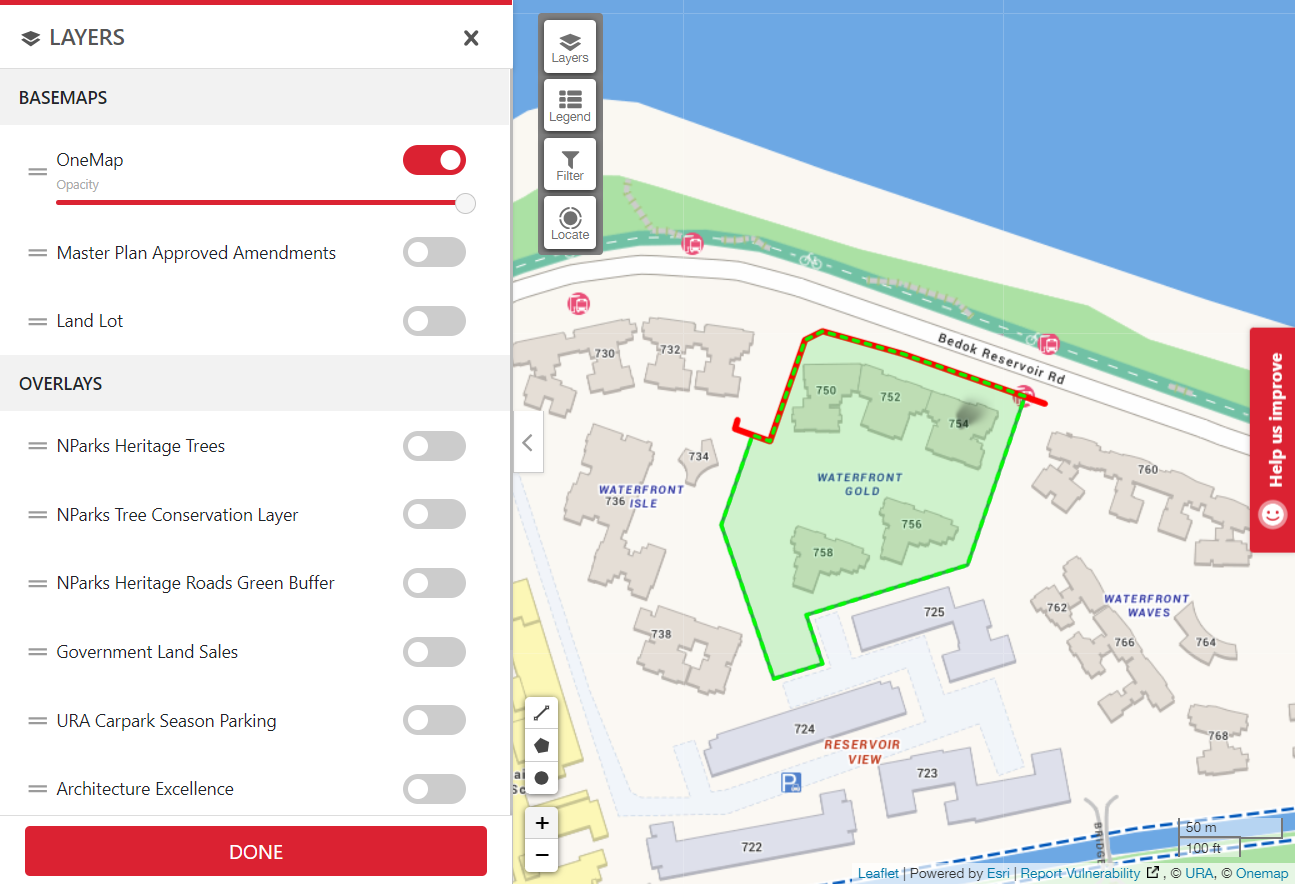 LAYERS
BASEMAPS
OneMap
Opacity
Master Plan Approved Amendments
Land Lot
OVERLAYS
NParks Heritage Trees
NParks Tree Conservation Layer
NParks Heritage Roads Green Buffer
Government Land Sales
URA Carpark Season Parking
Architecture Excellence
DONE
Layers
Legend
Filter
Locate
Bedok Reservoir Rd
730
732
750
752
754
734
WATERFRONT
ISLE
736
WATERFRONT
GOLD
756
758
760
738
725
762
WATERFRONT
WAVES
766
764
724
RESERVOIR
VIEW
768
723
P
722
BRIDGE
+
−
50 m
100 ft
Help us improve
Leaflet | Powered by Esri | Report Vulnerability , © URA, © Onemap